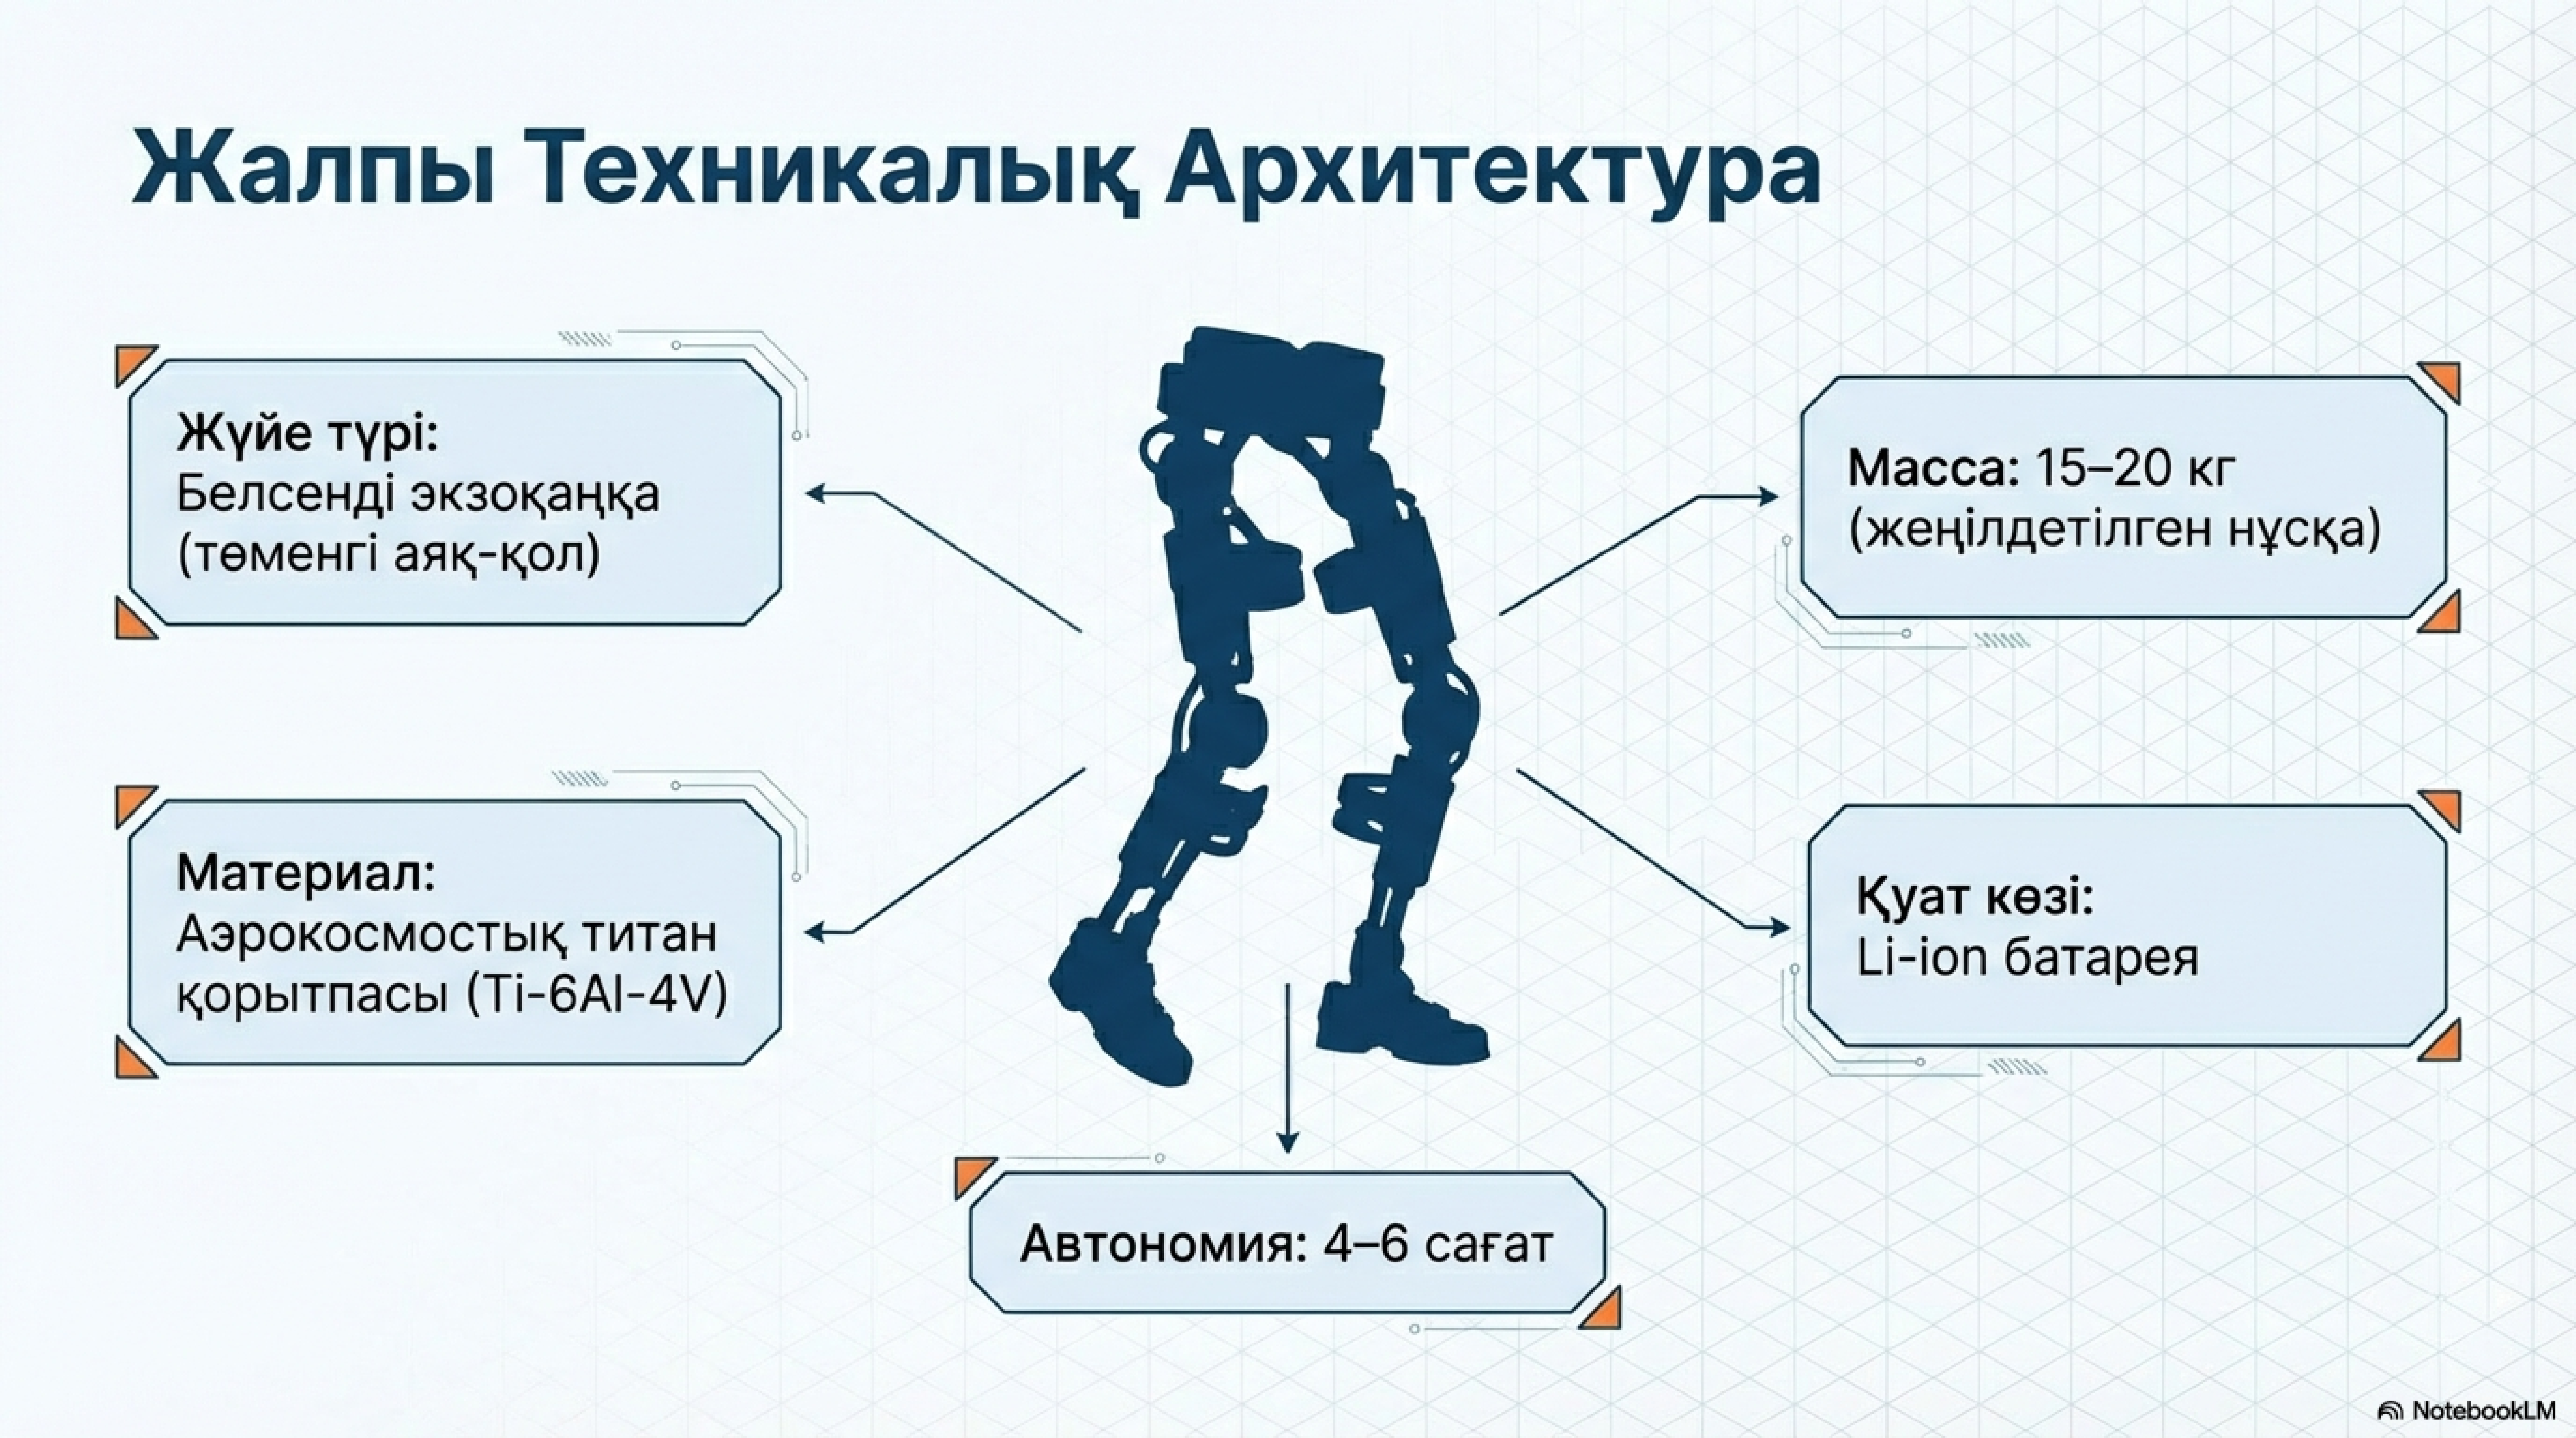 Жалпы Техникалық Архитектура
Жүйе түрі:
Белсенді экзоқаңқа
(төменгі аяқ-қол)
Масса: 15–20 кг
(жеңілдетілген нұсқа)
Материал:
Аэрокосмостық титан
қорытпасы (Ti-6Al-4V)
Қуат көзі:
Li-ion батарея
Автономия: 4–6 сағат
NotebookLM